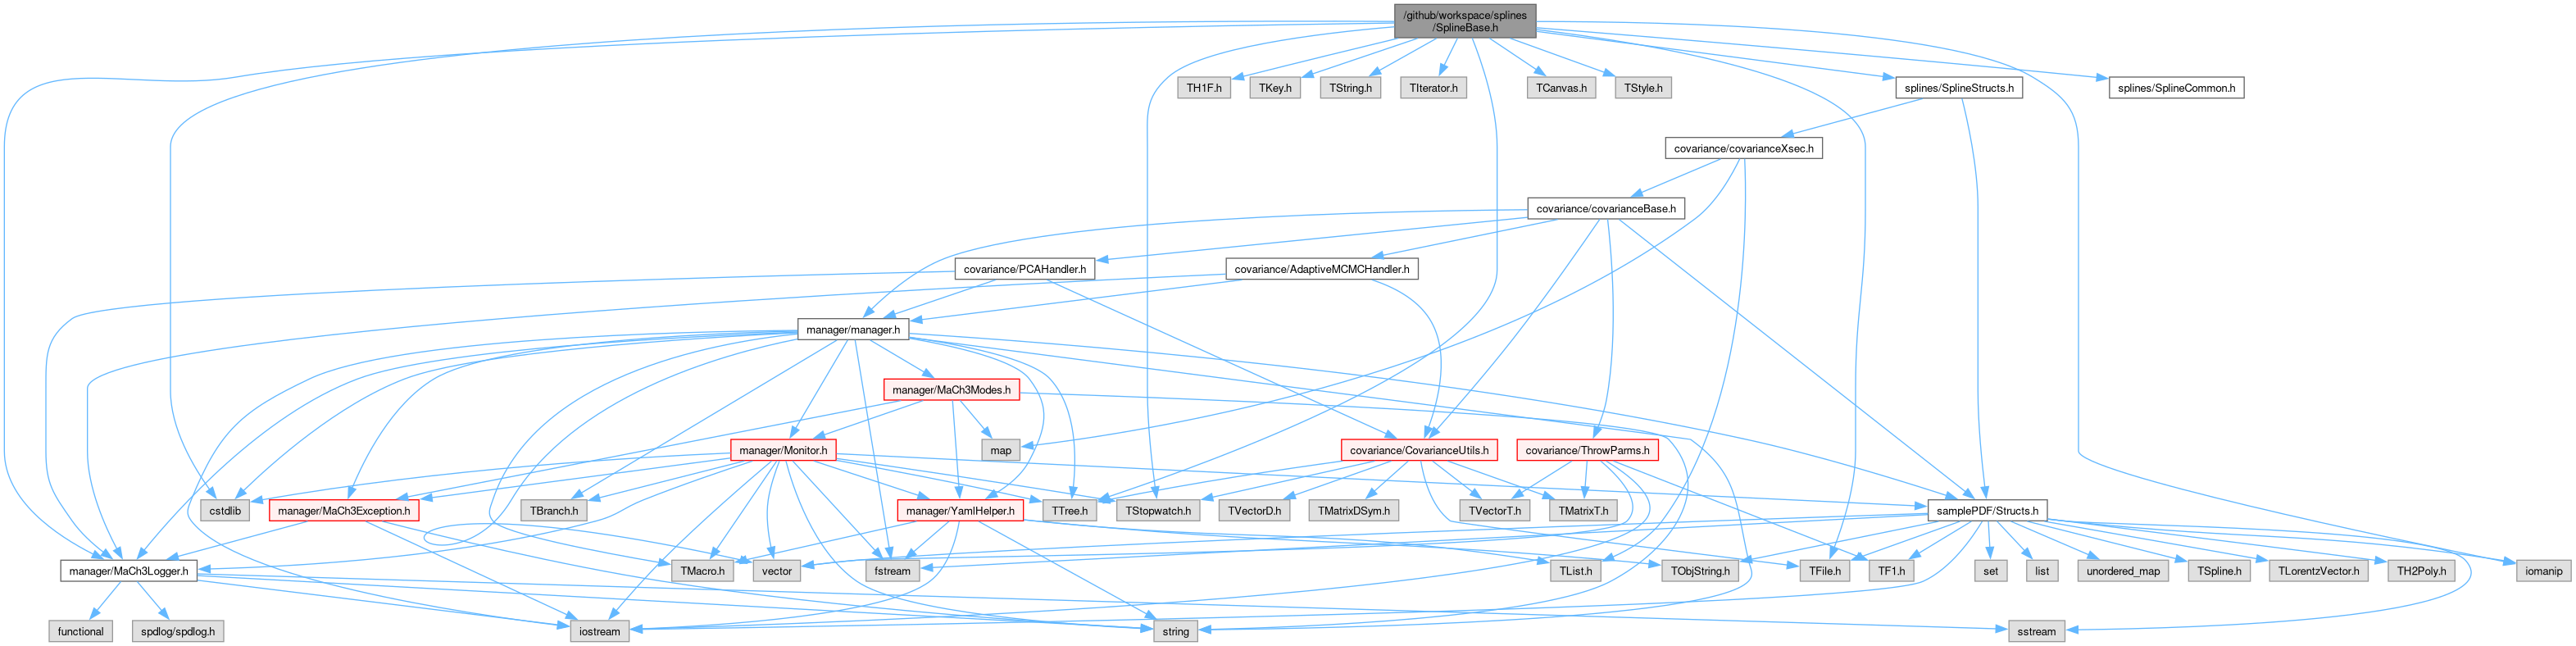 /github/workspace/splines
/SplineBase.h
TH1F.h
TKey.h
TString.h
TIterator.h
TCanvas.h
TStyle.h
splines/SplineStructs.h
splines/SplineCommon.h
covariance/covarianceXsec.h
covariance/covarianceBase.h
covariance/PCAHandler.h
covariance/AdaptiveMCMCHandler.h
manager/manager.h
manager/MaCh3Modes.h
manager/Monitor.h
map
covariance/CovarianceUtils.h
covariance/ThrowParms.h
cstdlib
manager/MaCh3Exception.h
TBranch.h
manager/YamlHelper.h
TTree.h
TStopwatch.h
TVectorD.h
TMatrixDSym.h
TVectorT.h
TMatrixT.h
samplePDF/Structs.h
manager/MaCh3Logger.h
TMacro.h
vector
fstream
TList.h
TObjString.h
TFile.h
TF1.h
set
list
unordered_map
TSpline.h
TLorentzVector.h
TH2Poly.h
iomanip
functional
spdlog/spdlog.h
iostream
string
sstream